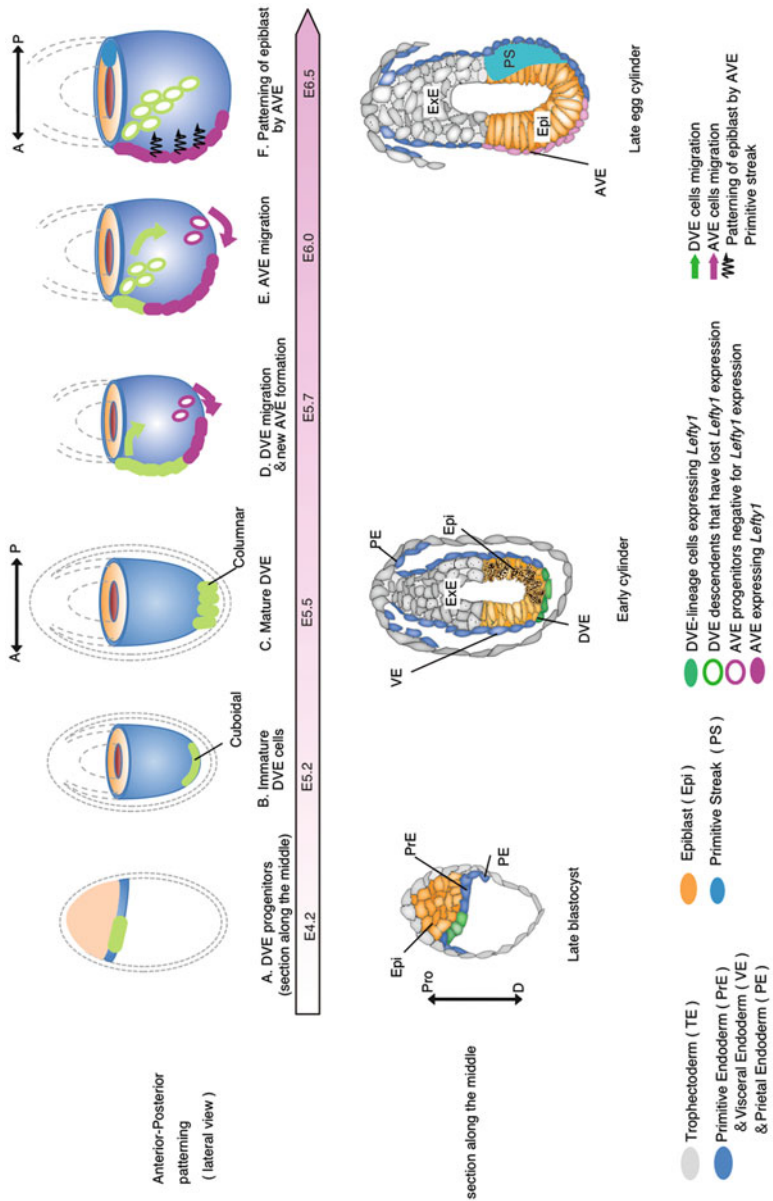 Anterior-Posterior
patterning
( lateral view )
A P
A P
Cuboidal
Columnar
A. DVE progenitors
(section along the middle)
B. Immature
DVE cells
C. Mature DVE
D. DVE migration
& new AVE formation
E. AVE migration
F. Patterning of epiblast
by AVE
E4.2
E5.2
E5.5
E5.7
E6.0
E6.5
section along the middle
Pro
D
Epi
PrE
PE
Late blastocyst
VE
PE
Epi
ExE
DVE
Early cylinder
ExE
PS
Epi
AVE
Late egg cylinder
Trophectoderm ( TE )
Primitive Endoderm ( PrE )
& Visceral Endoderm ( VE )
& Prietal Endoderm ( PE )
Epiblast ( Epi )
Primitive Streak ( PS )
DVE-lineage cells expressing Lefty1
DVE descendents that have lost Lefty1 expression
AVE progenitors negative for Lefty1 expression
AVE expressing Lefty1
DVE cells migration
AVE cells migration
Patterning of epiblast by AVE
Primitive streak